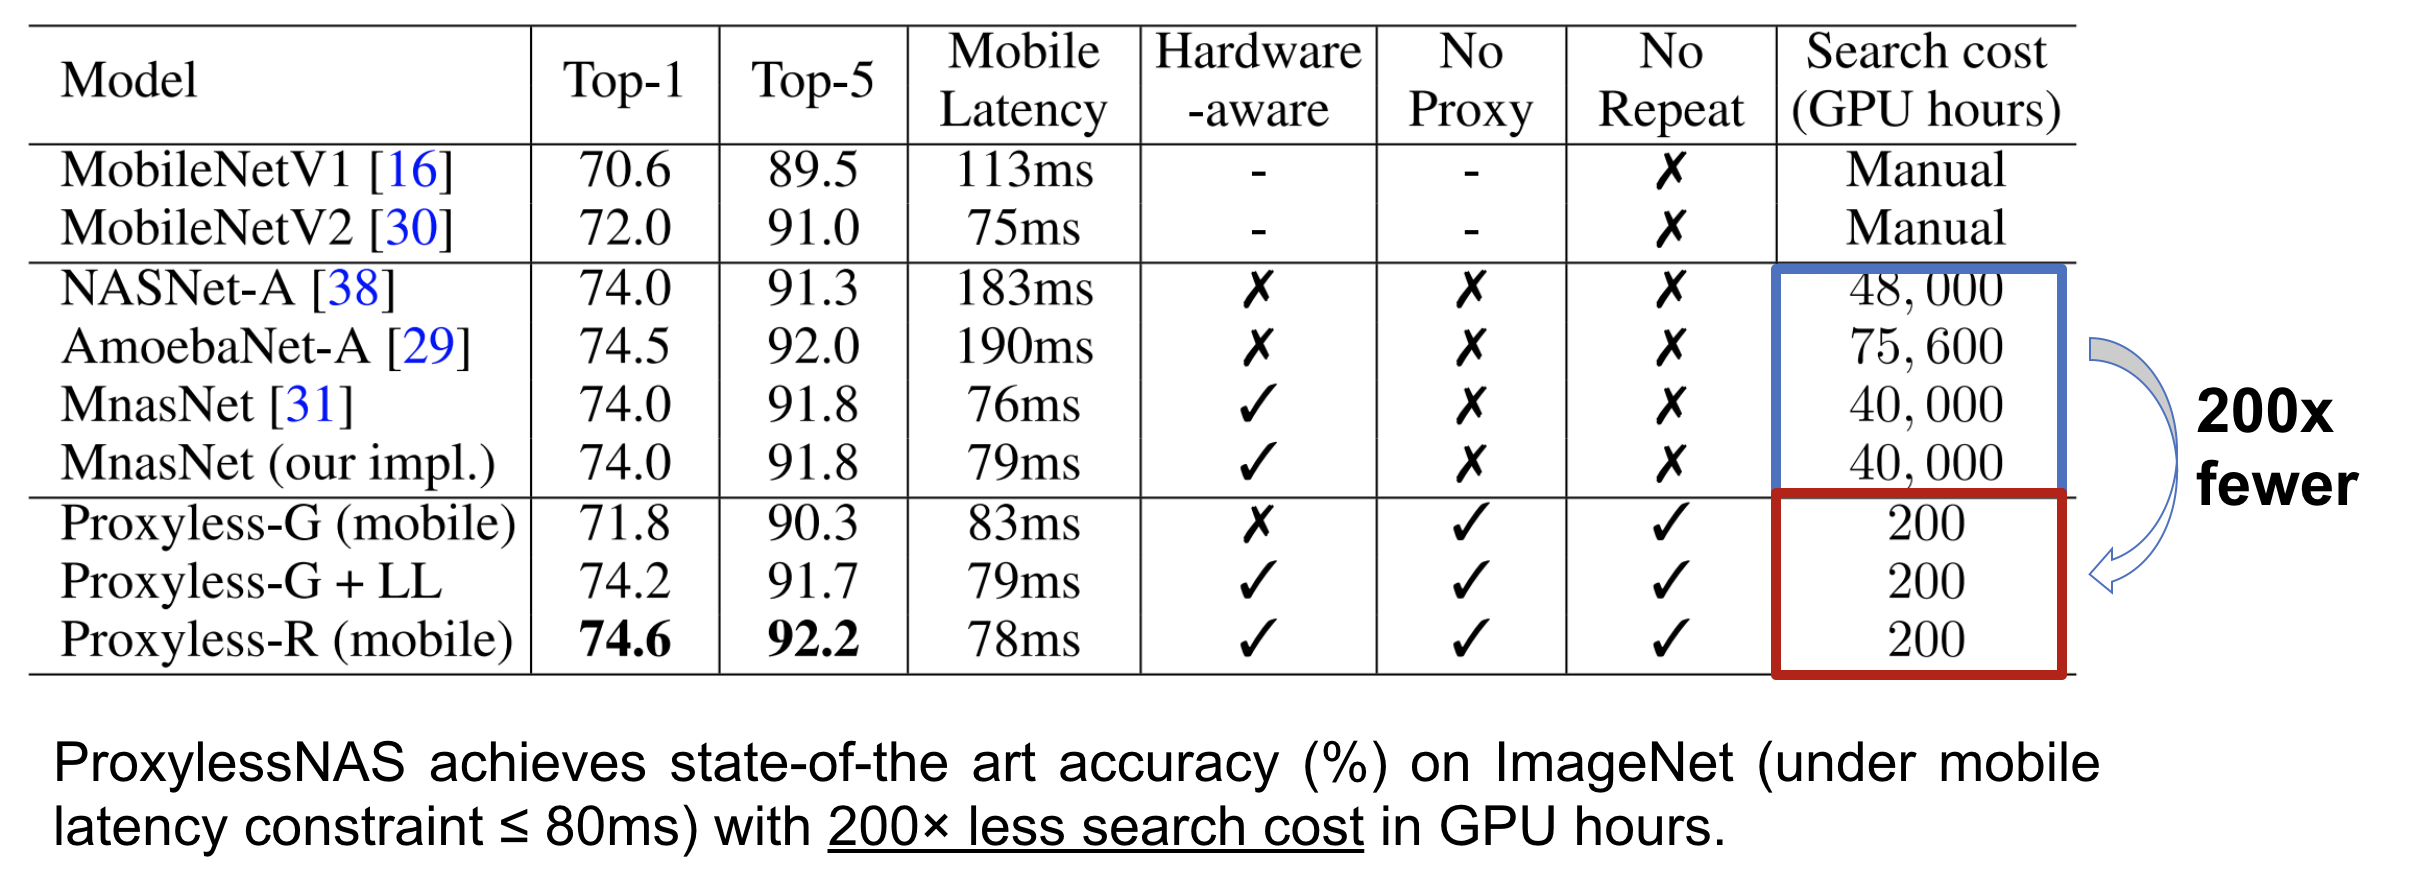 Model Top-1 Top-5 Mobile Latency Hardware -aware No Proxy No Repeat Search cost (GPU hours)
MobileNetV1 [16] 70.6 89.5 113ms - - ✗ Manual
MobileNetV2 [30] 72.0 91.0 75ms - - ✗ Manual
NASNet-A [38] 74.0 91.3 183ms ✗ ✗ ✗ 48, 000
AmoebaNet-A [29] 74.5 92.0 190ms ✗ ✗ ✗ 75, 600
MnasNet [31] 74.0 91.8 76ms ✓ ✗ ✗ 40, 000
MnasNet (our impl.) 74.0 91.8 79ms ✓ ✗ ✗ 40, 000
Proxyless-G (mobile) 71.8 90.3 83ms ✗ ✓ ✓ 200
Proxyless-G + LL 74.2 91.7 79ms ✓ ✓ ✓ 200
Proxyless-R (mobile) 74.6 92.2 78ms ✓ ✓ ✓ 200
200x
fewer
ProxylessNAS achieves state-of-the art accuracy (%) on ImageNet (under mobile
latency constraint ≤ 80ms) with 200× less search cost in GPU hours.